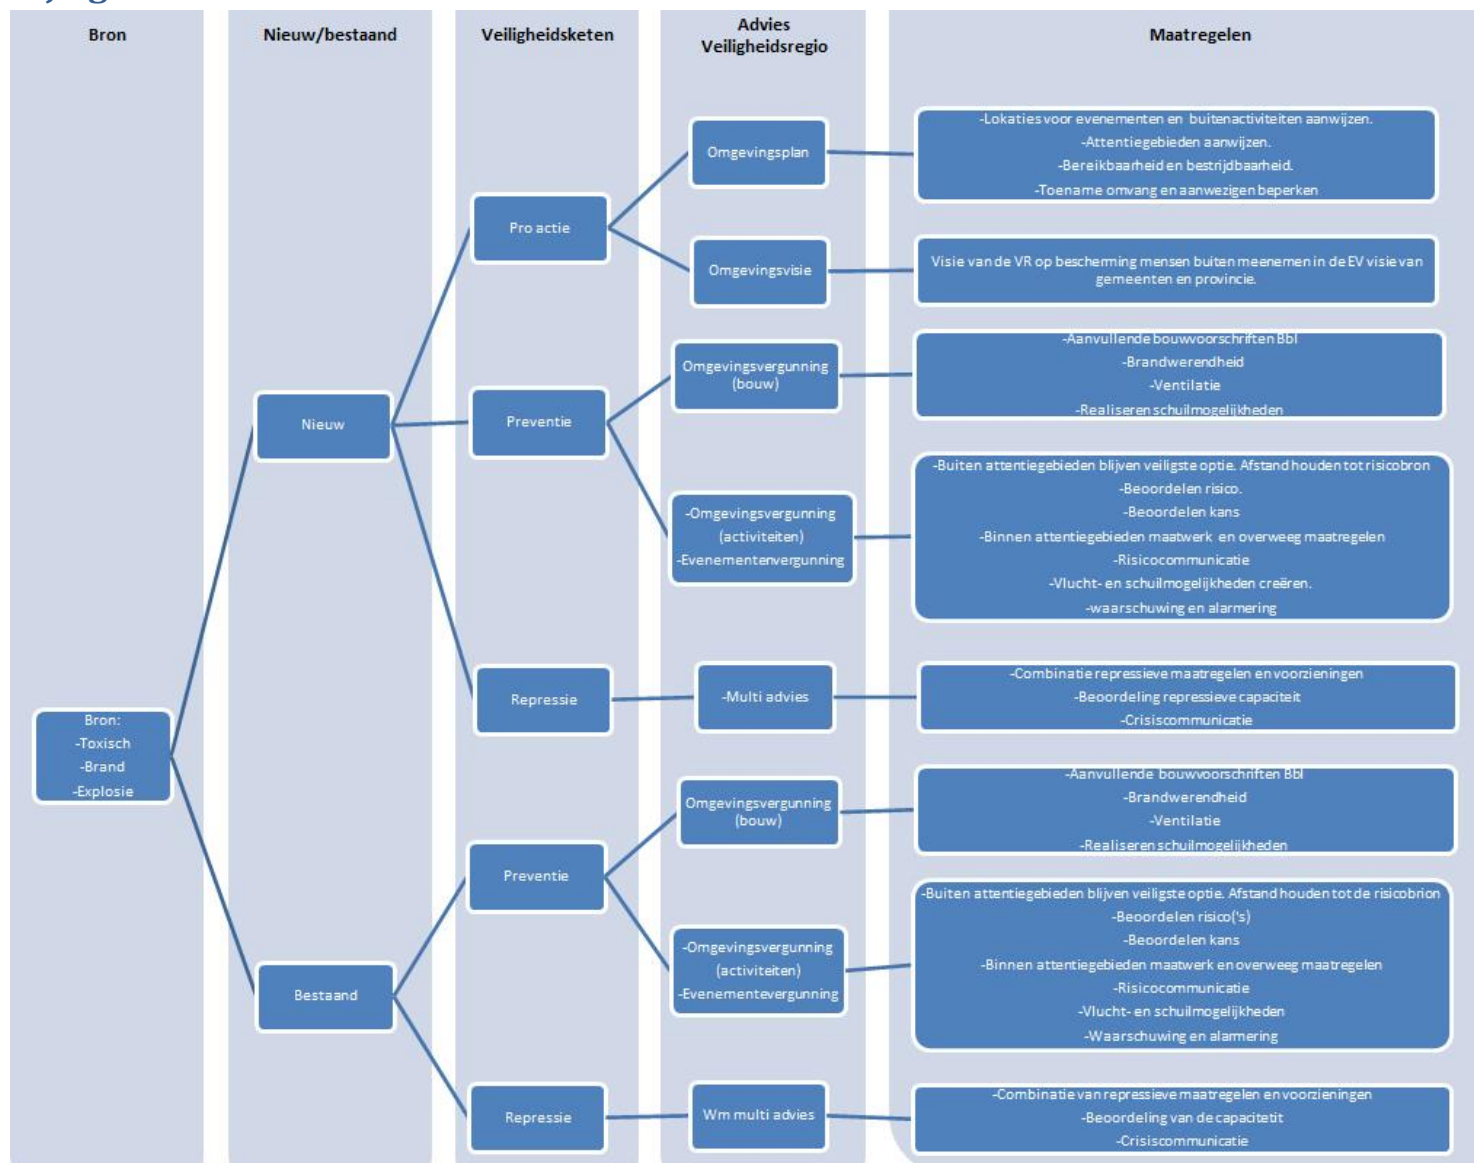 Bron
Nieuw/bestaand
Veiligheidsketen
Advies
Veiligheidsregio
Maatregelen
Bron:
-Toxisch
-Brand
-Explosie
Nieuw
Pro actie
Omgevingsplan
-Lokaties voor evenementen en buitenactiviteiten aanwijzen.
-Attentiegebieden aanwijzen.
-Bereikbaarheid en bestrijdbaarheid.
-Toename omvang en aanwezigen beperken
Omgevingsvisie
Visie van de VR op bescherming mensen buiten meenemen in de EV visie van
gemeenten en provincie.
Preventie
Omgevingsvergunning
(bouw)
-Aanvullende bouwvoorschriften Bbl
-Brandwerendheid
-Ventilatie
-Realiseren schuilmogelijkheden
-Omgevingsvergunning
(activiteiten)
-Evenementenvergunning
-Buiten attentiegebieden blijven veiligste optie. Afstand houden tot risicobron
-Beoordelen risico.
-Beoordelen kans
-Binnen attentiegebieden maatwerk en overweeg maatregelen
-Risicocommunicatie
-Vlucht- en schuilmogelijkheden creëren.
-waarschuwing en alarmering
Repressie
-Multi advies
-Combinatie repressieve maatregelen en voorzieningen
-Beoordeling repressieve capaciteit
-Crisiscommunicatie
Bestaand
Preventie
Omgevingsvergunning
(bouw)
-Aanvullende bouwvoorschriften Bbl
-Brandwerendheid
-Ventilatie
-Realiseren schuilmogelijkheden
-Omgevingsvergunning
(activiteiten)
-Evenementevergunning
-Buiten attentiegebieden blijven veiligste optie. Afstand houden tot de risicobrion
-Beoordelen risico('s)
-Beoordelen kans
-Binnen attentiegebieden maatwerk en overweeg maatregelen
-Risicocommunicatie
-Vlucht- en schuilmogelijkheden
-Waarschuwing en alarmering
Repressie
Wm multi advies
-Combinatie van repressieve maatregelen en voorzieningen
-Beoordeling van de capacitetit
-Crisiscommunicatie